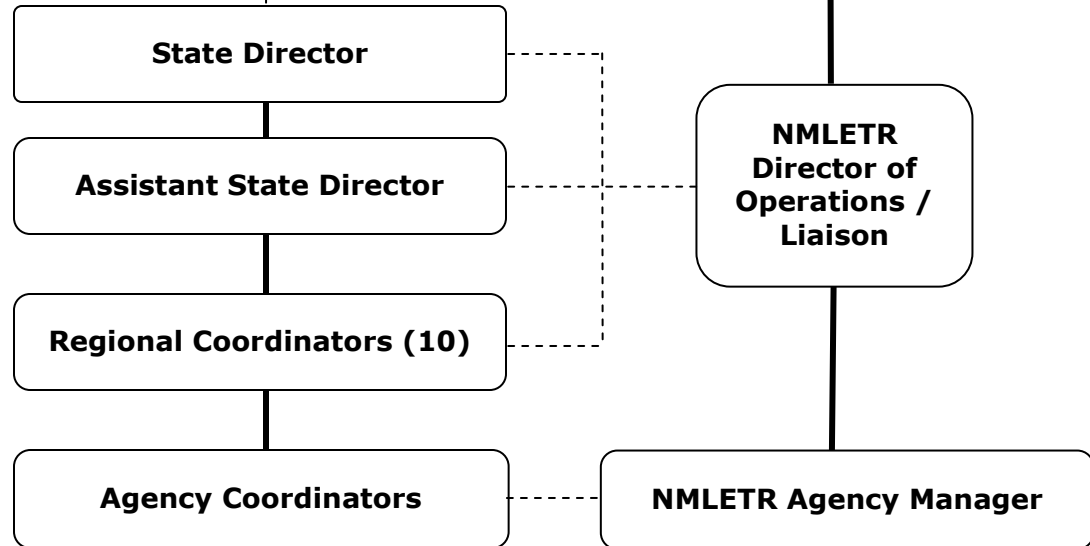 State Director
Assistant State Director
Regional Coordinators (10)
Agency Coordinators
NMLETR
Director of
Operations /
Liaison
NMLETR Agency Manager